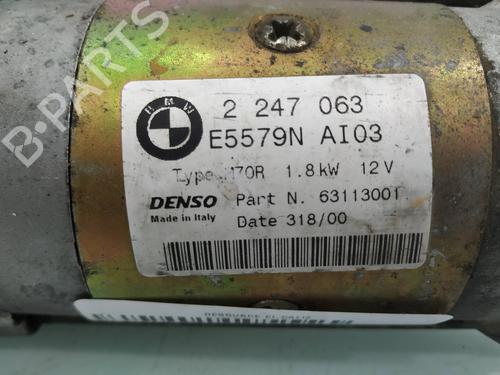 B-PARTS
BMW
2 247 063
E5579N AI03
Type M70R 1.8kW 12V
DENSO Part N. 63113001
Made in Italy Date 318/00